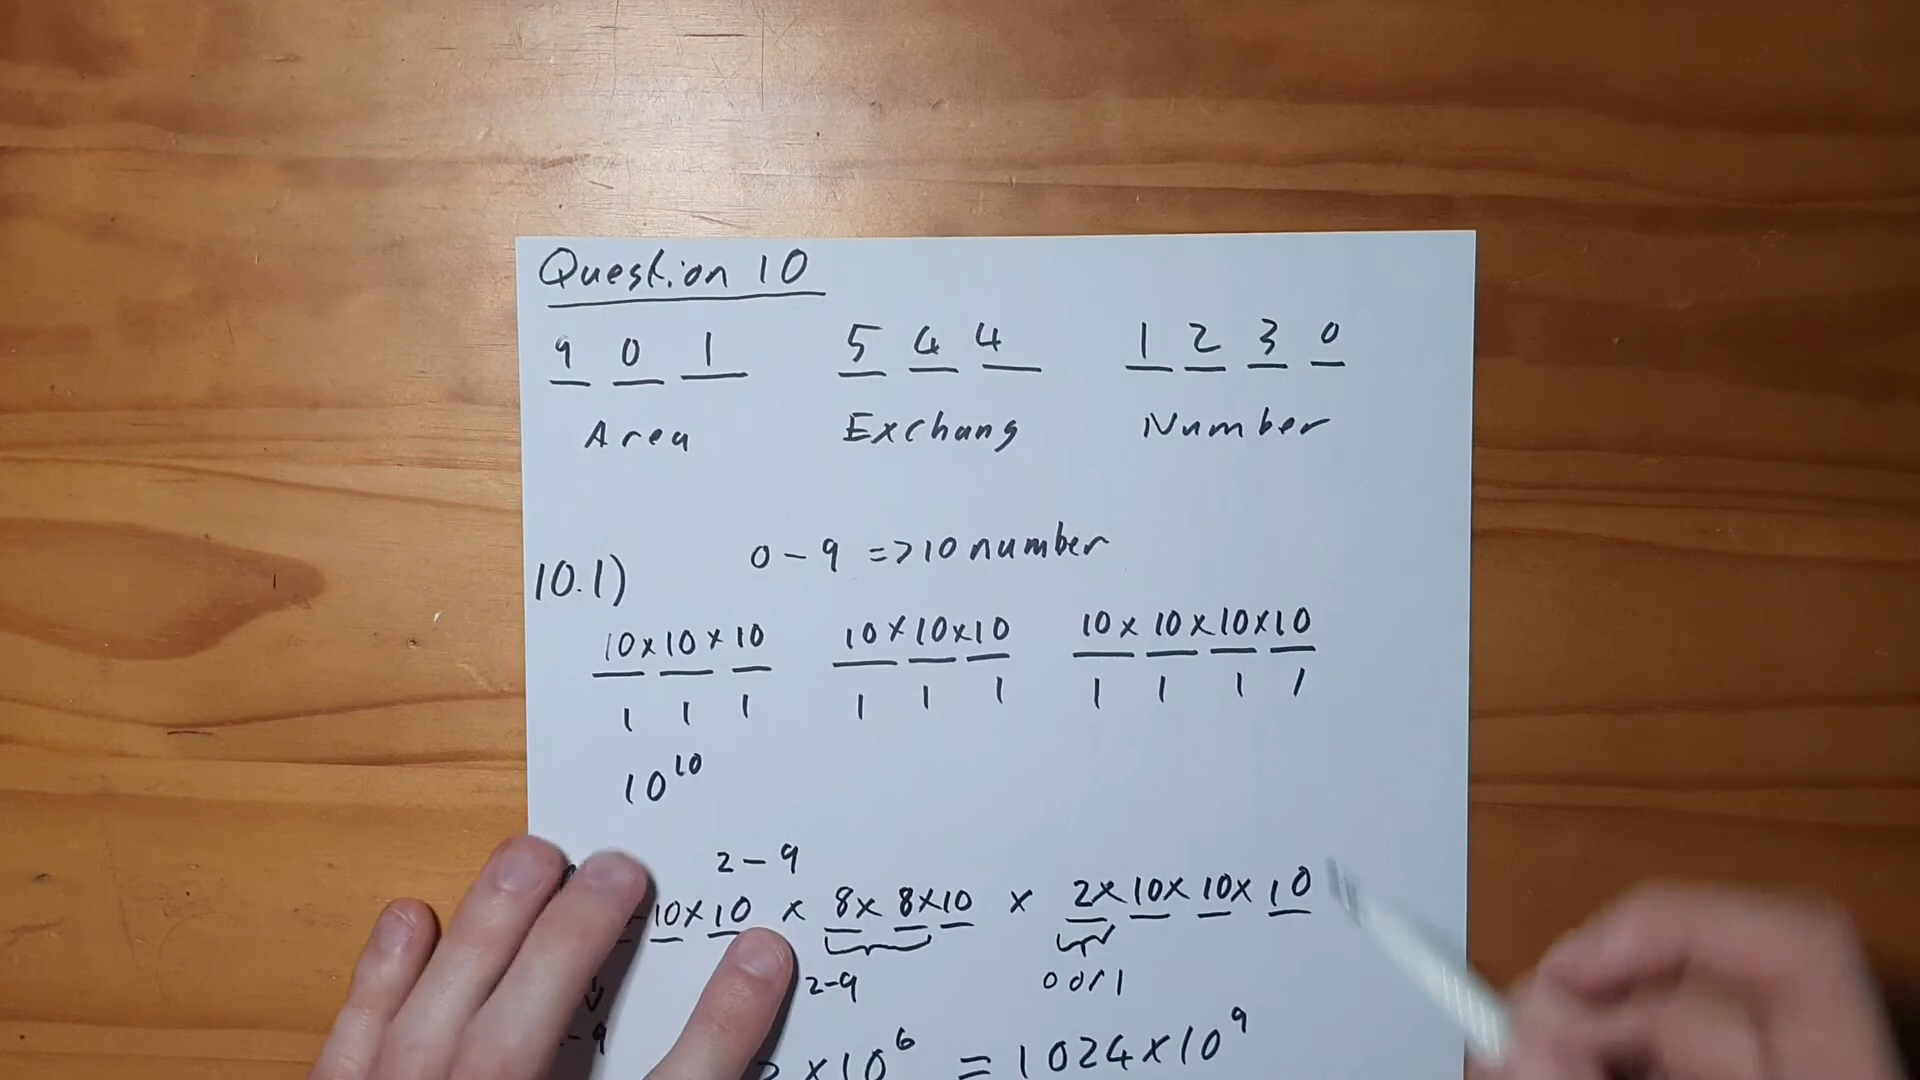 Question 10
9 0 1 5 4 4 1 2 3 0
Area Exchang Number
0 - 9 => 10 number
10.1)
10 x 10 x 10 10 x 10 x 10 10 x 10 x 10 x 10
1 1 1 1 1 1 1 1 1 1
10^10
2 - 9
10 x 10 x 8 x 8 x 10 x 2 x 10 x 10 x 10
2-9 0 or 1
- 9
x 10^6 = 1024 x 10^9